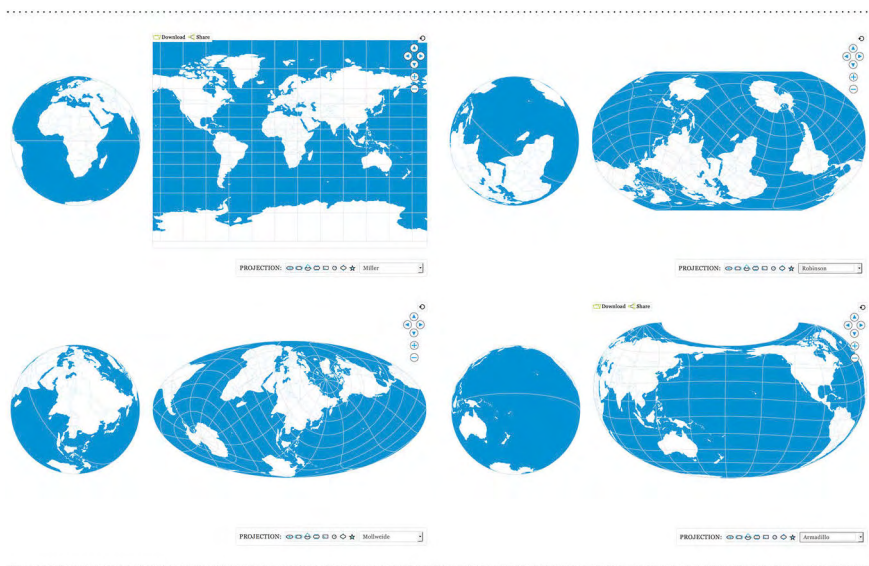 Download Share
PROJECTION: Miller
PROJECTION: Robinson
PROJECTION: Mollweide
Download Share
PROJECTION: Armadillo